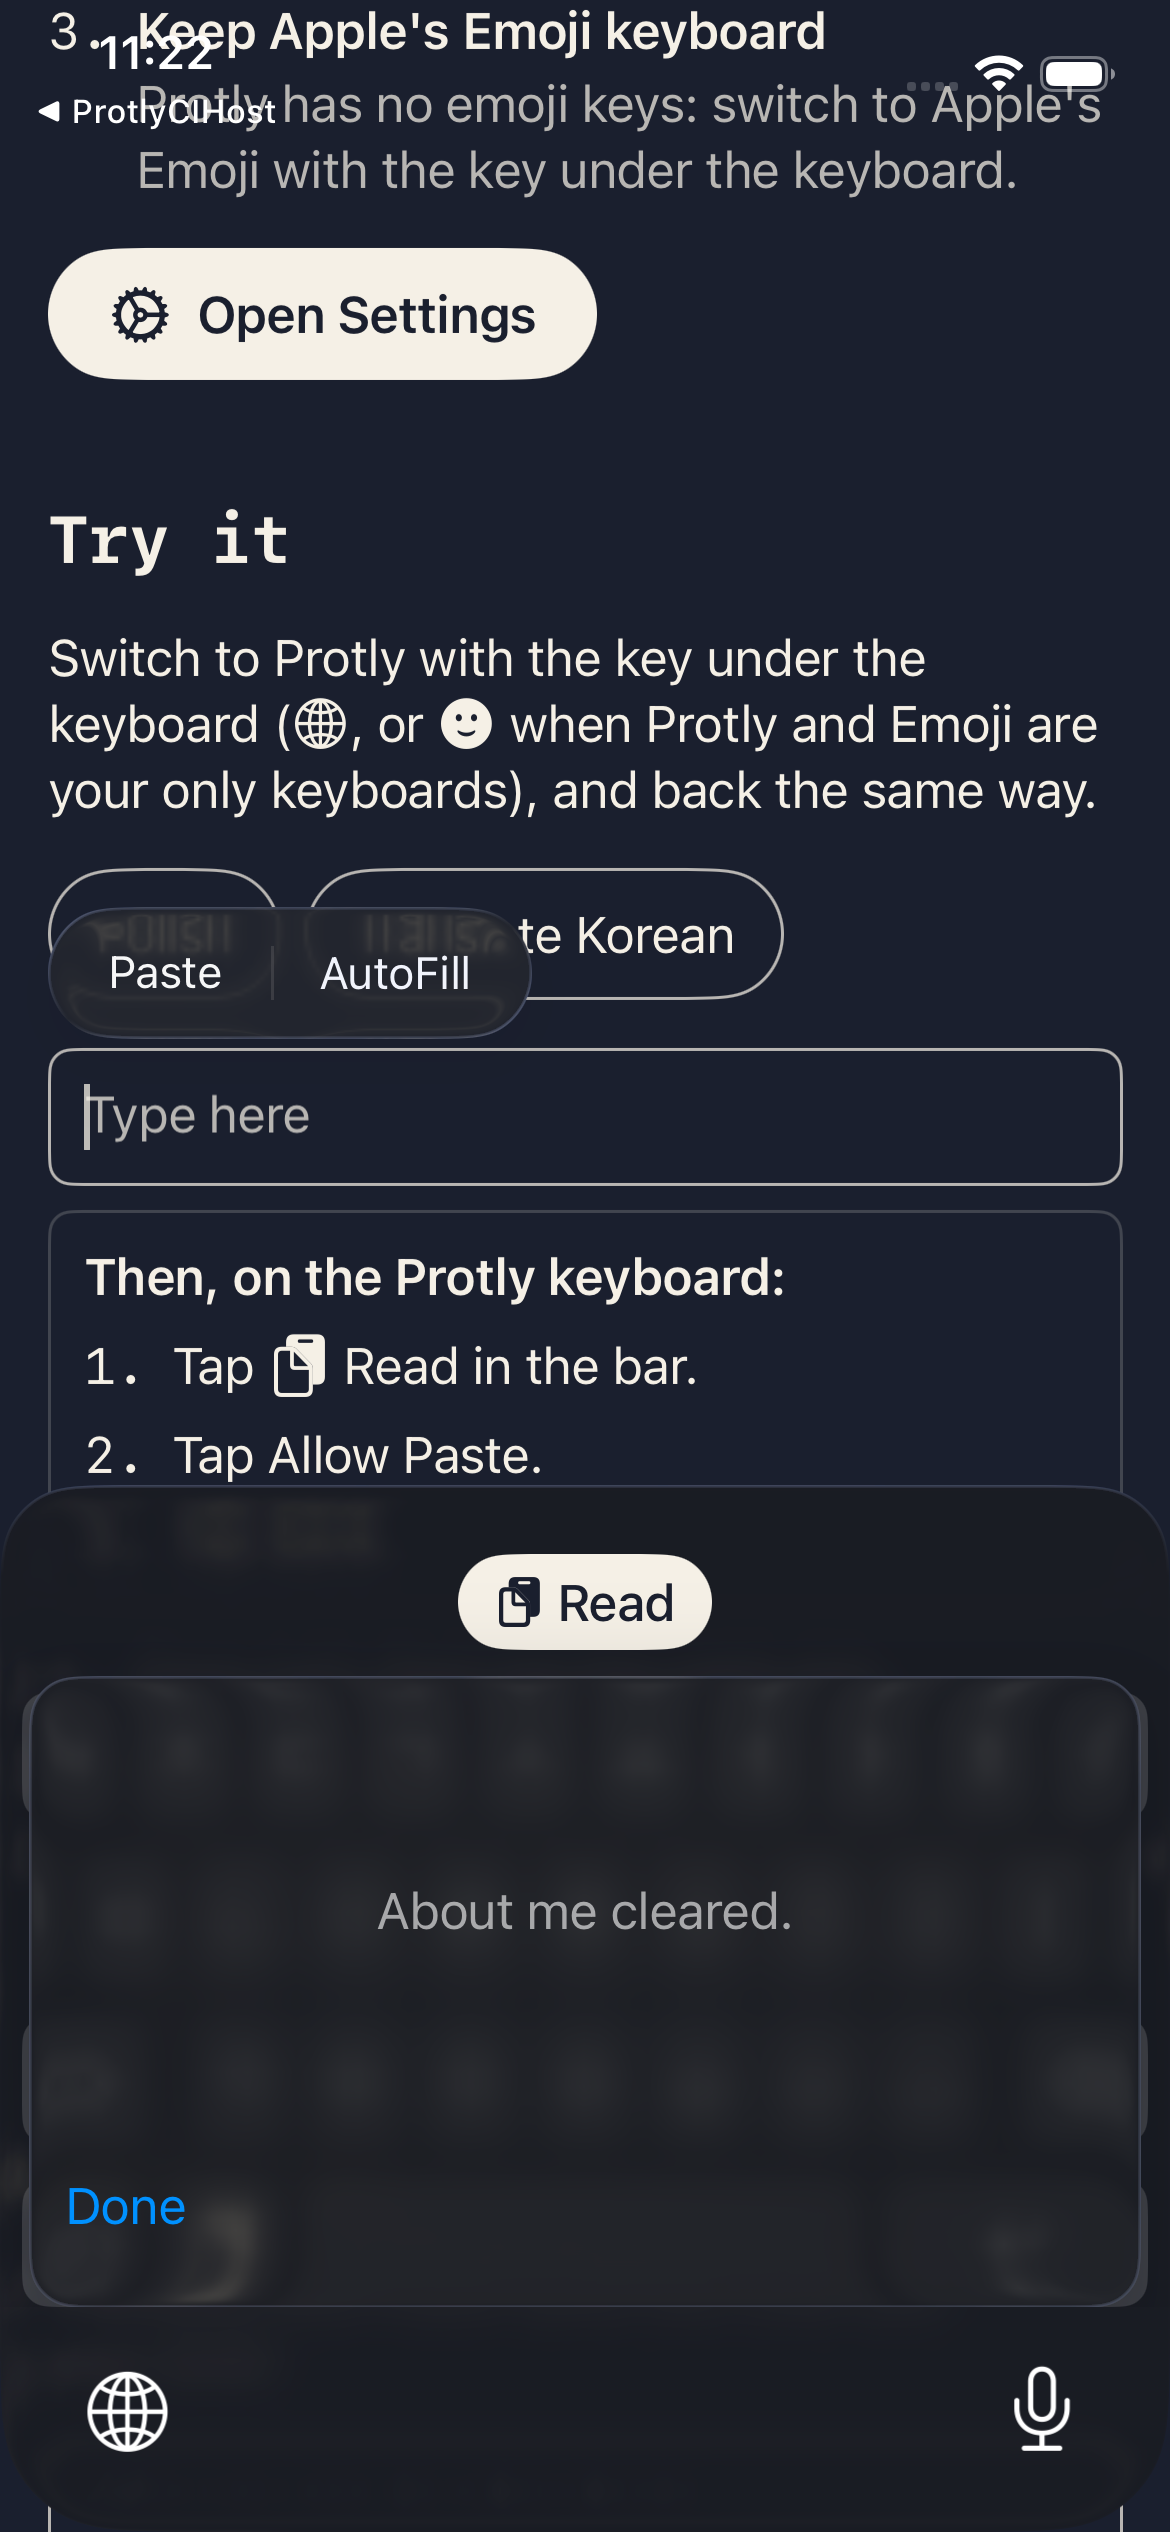 3. Keep Apple's Emoji keyboard
11:22
ProtlyCIHost
Protly has no emoji keys: switch to Apple's
Emoji with the key under the keyboard.
Open Settings
Try it
Switch to Protly with the key under the
keyboard (, or when Protly and Emoji are
your only keyboards), and back the same way.
te Korean
Paste
AutoFill
Type here
Then, on the Protly keyboard:
1. Tap Read in the bar.
2. Tap Allow Paste.
Read
About me cleared.
Done